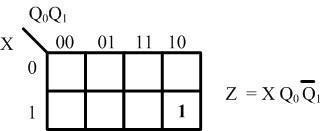 Q₀Q₁
X 00 01 11 10
0
1 1
Z = X Q₀ Q̅₁